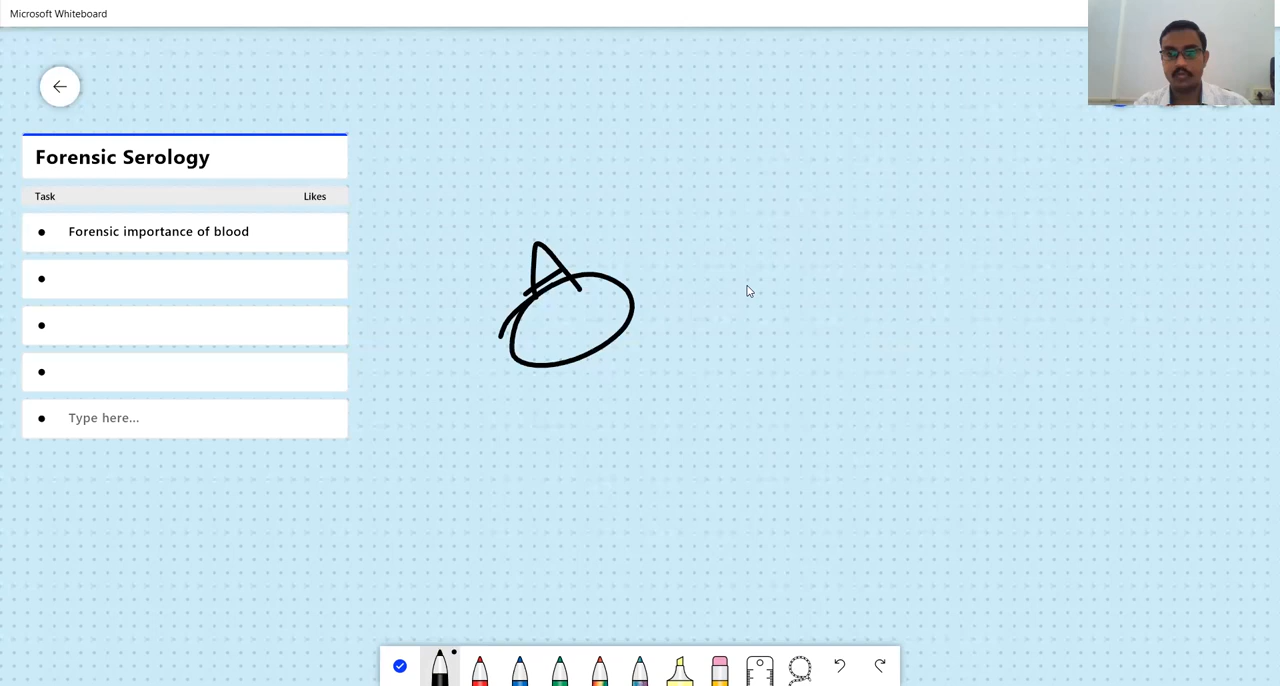 Microsoft Whiteboard
Forensic Serology
Task Likes
● Forensic importance of blood
●
●
●
● Type here...
A